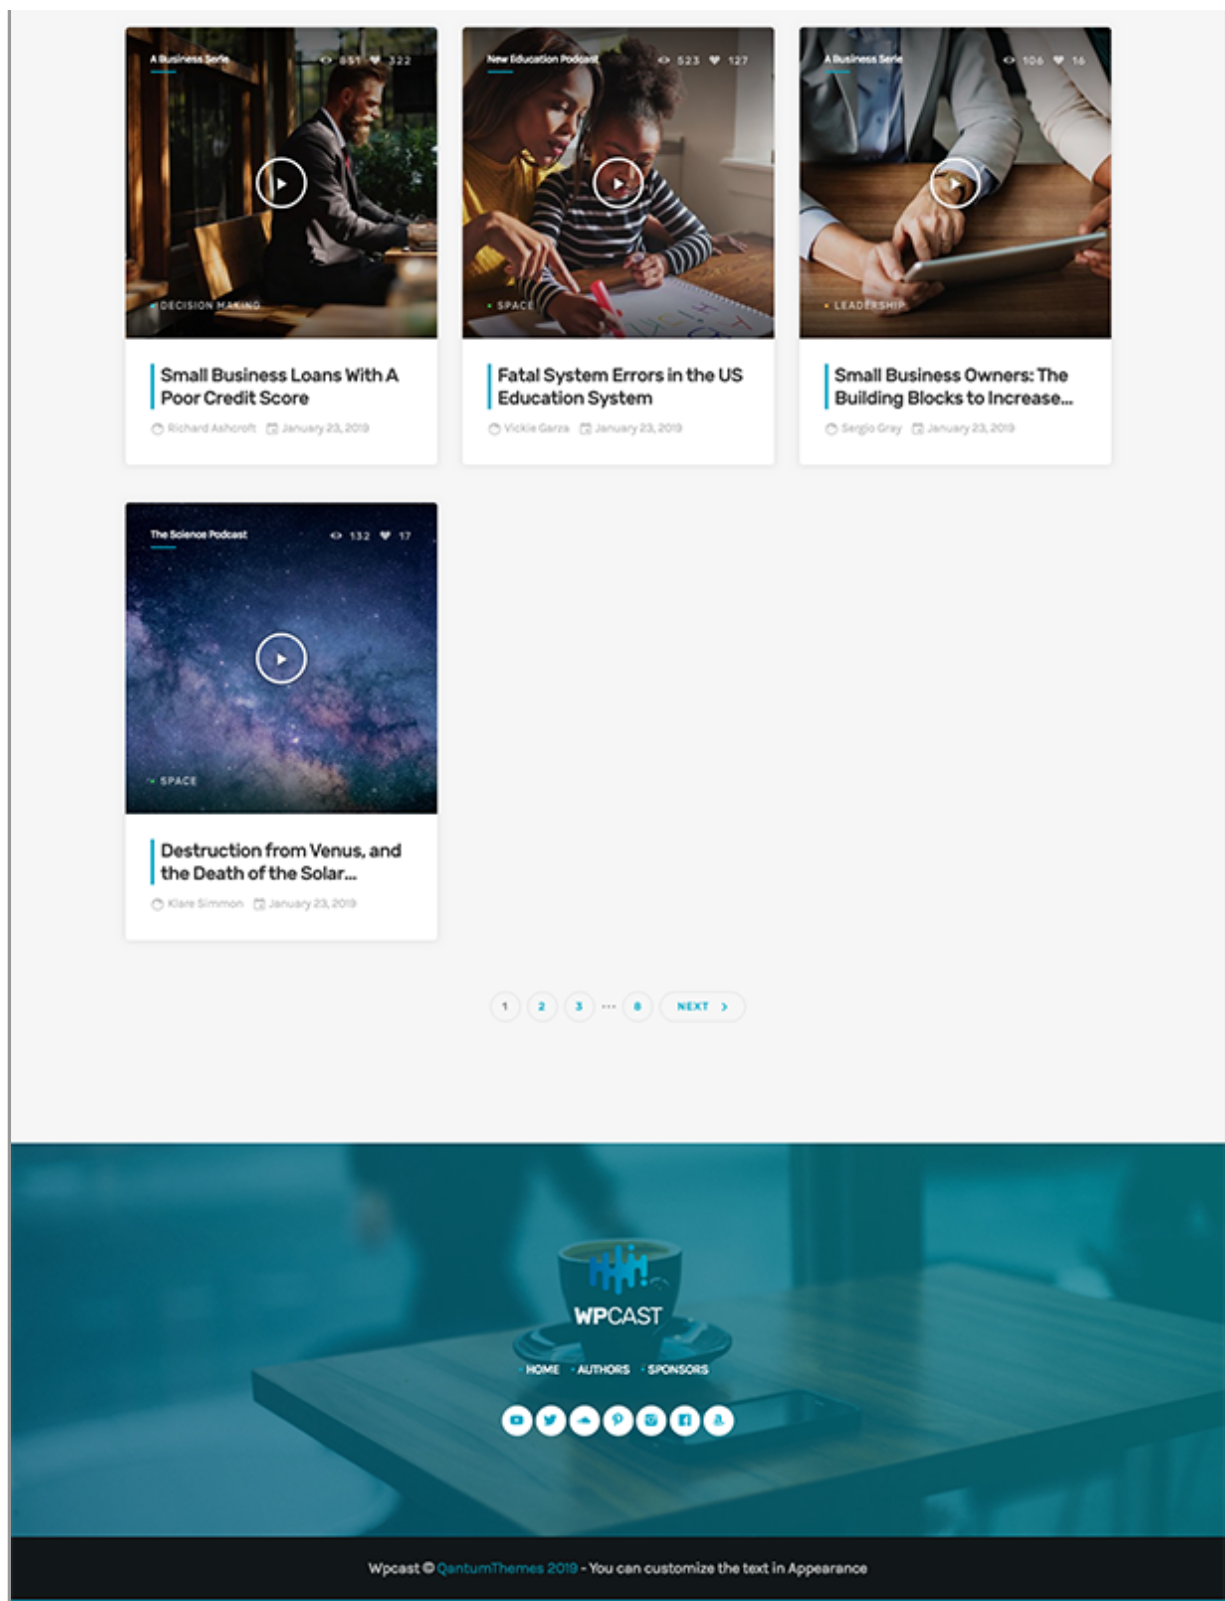 A Business Serie 851 322
New Education Podcast 523 127
A Business Serie 106 16
DECISION MAKING
SPACE
LEADERSHIP
Small Business Loans With A
Poor Credit Score
Richard Ashcroft January 23, 2019
Fatal System Errors in the US
Education System
Vickie Garza January 23, 2019
Small Business Owners: The
Building Blocks to Increase...
Sergio Gray January 23, 2019
The Science Podcast 132 17
SPACE
Destruction from Venus, and
the Death of the Solar...
Klare Simmon January 23, 2019
1 2 3 ... 8 NEXT
WPCAST
HOME AUTHORS SPONSORS
Wpcast © QantumThemes 2019 - You can customize the text in Appearance